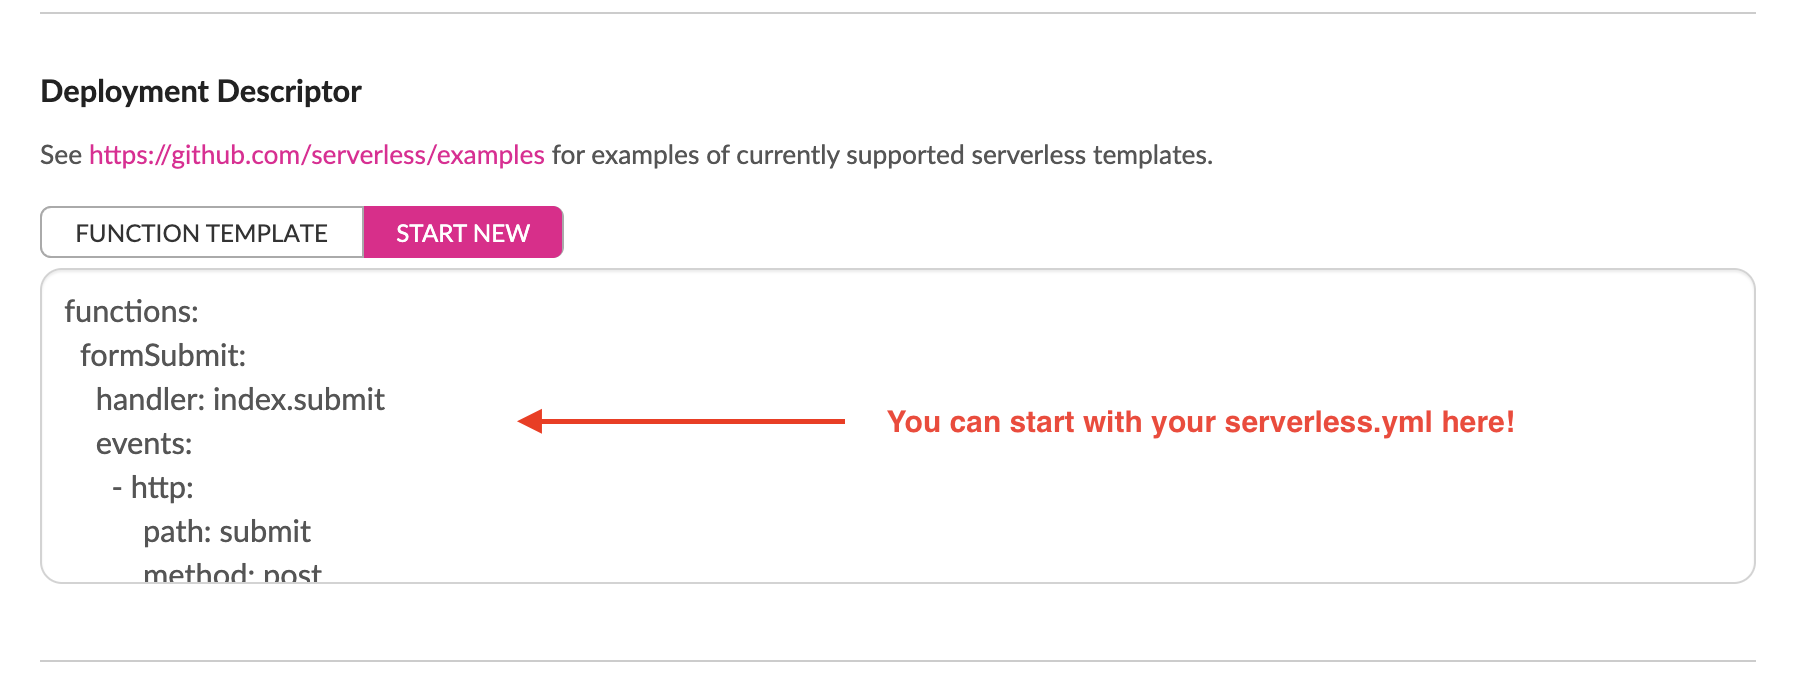 Deployment Descriptor
See https://github.com/serverless/examples for examples of currently supported serverless templates.
FUNCTION TEMPLATE
START NEW
functions:
formSubmit:
handler: index.submit
You can start with your serverless.yml here!
events:
- http:
path: submit
method: post